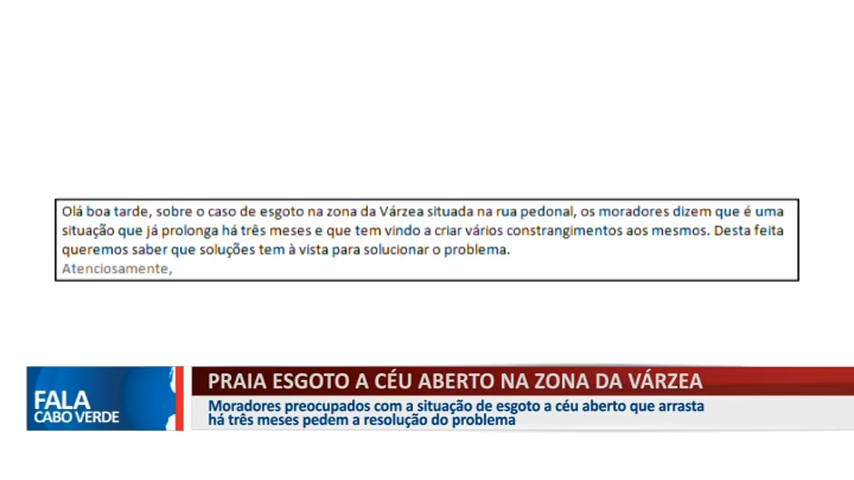 Olá boa tarde, sobre o caso de esgoto na zona da Várzea situada na rua pedonal, os moradores dizem que é uma
situação que já prolonga há três meses e que tem vindo a criar vários constrangimentos aos mesmos. Desta feita
queremos saber que soluções tem à vista para solucionar o problema.
Atenciosamente,
PRAIA ESGOTO A CÉU ABERTO NA ZONA DA VÁRZEA
FALA
CABO VERDE
Moradores preocupados com a situação de esgoto a céu aberto que arrasta
há três meses pedem a resolução do problema